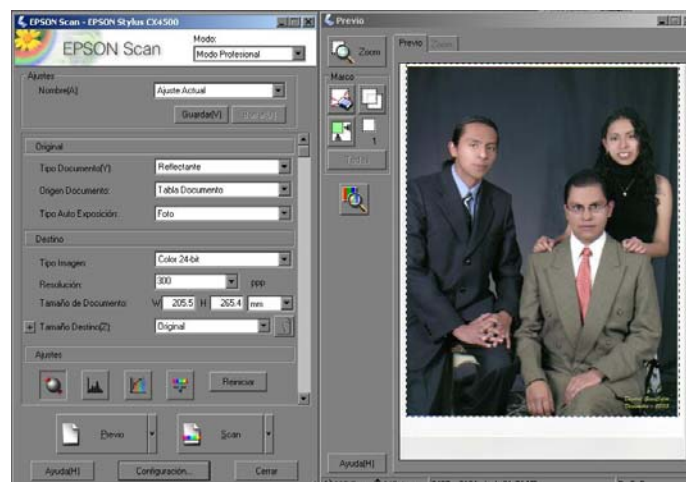 EPSON Scan - EPSON Stylus CX4500
EPSON Scan
Modo:
Modo Profesional
Ajustes
Nombre(A)
Ajuste Actual
Guardar(V)
Original
Tipo Documento(Y)
Reflectante
Origen Documento:
Tabla Documento
Tipo Auto Exposición:
Foto
Destino
Tipo Imagen:
Color 24-bit
Resolución:
300
ppp
Tamaño de Documento:
W 205.5 H 265.4 mm
Tamaño Destino(Z)
Original
Ajustes
Reiniciar
Previo
Scan
Ayuda(H)
Configuración...
Cerrar
Previo
Zoom
Previo
Zoom
Marco
1
Todo
Ayuda(H)